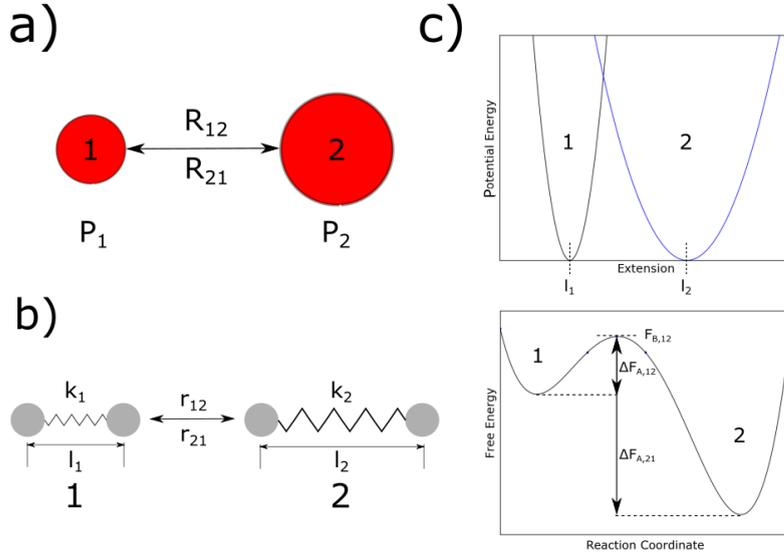 a)
1
R12
R21
2
P1
P2
b)
k1
r12
r21
k2
l1
l2
1
2
c)
Potential Energy
1
2
Extension
l1
l2
Free Energy
1
FB,12
ΔFA,12
ΔFA,21
2
Reaction Coordinate